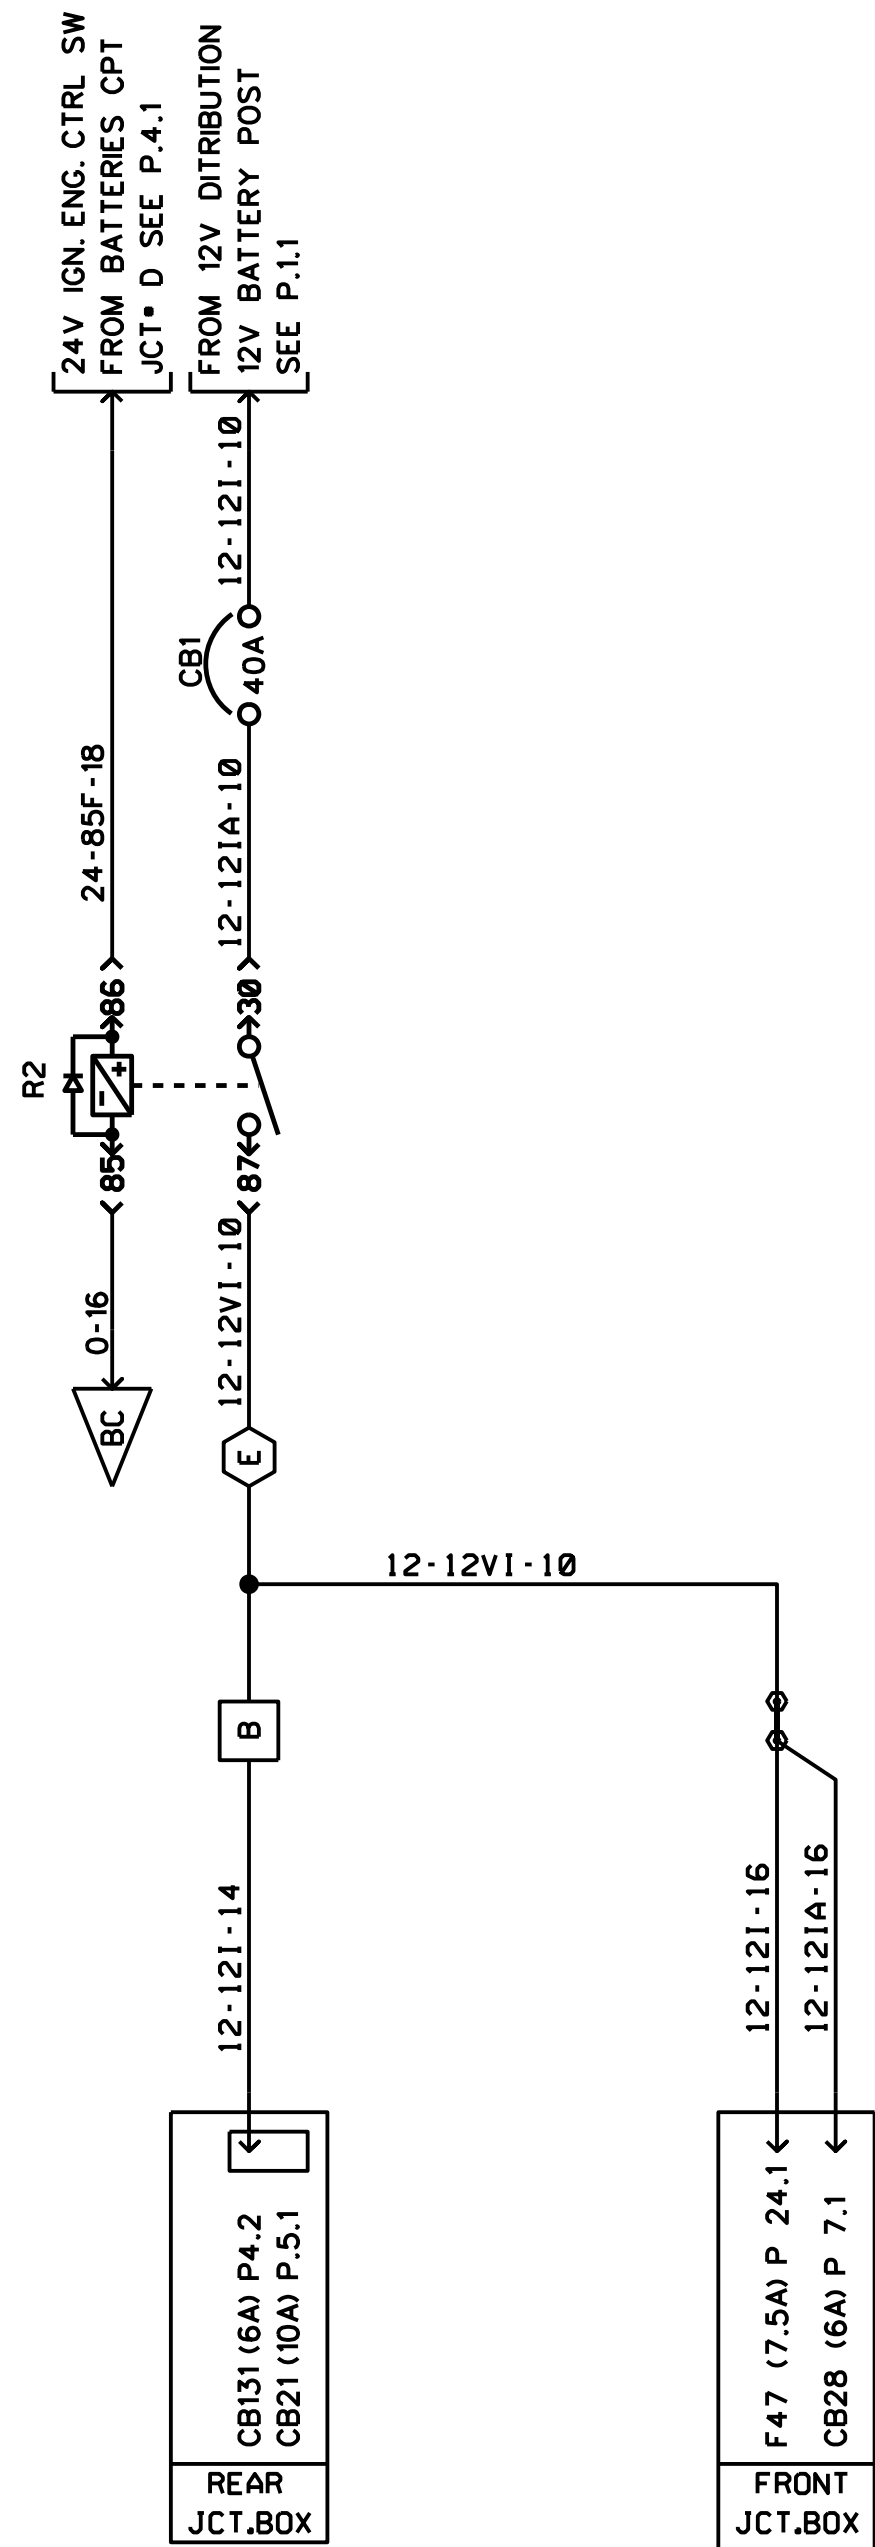 24V IGN. ENG. CTRL SW
FROM BATTERIES CPT
JCT• D SEE P.4.1
FROM 12V DITRIBUTION
12V BATTERY POST
SEE P.1.1
12-12I-10
CB1
40A
24-85F-18
12-12IA-10
86
30
R2
+
-
85
87
0-16
12-12VI-10
BC
E
12-12VI-10
B
12-12I-14
12-12I-16
12-12IA-16
CB131 (6A) P4.2
CB21 (10A) P.5.1
REAR
JCT.BOX
F47 (7.5A) P 24.1
CB28 (6A) P 7.1
FRONT
JCT.BOX